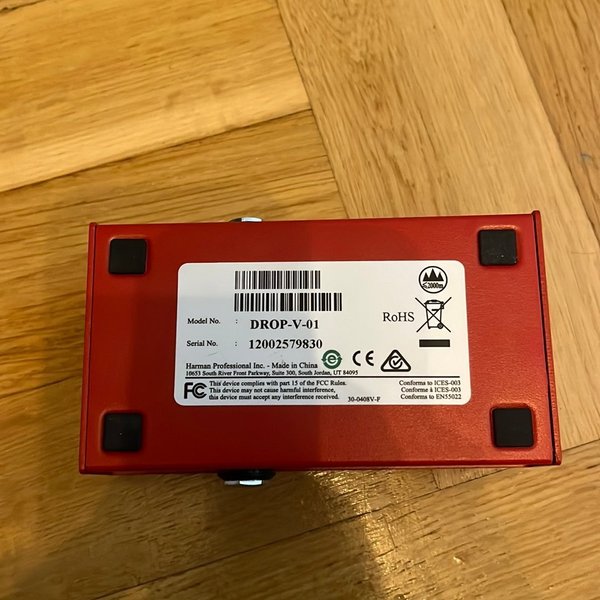 ≤2000m
Model No. : DROP-V-01
RoHS
Serial No. : 12002579830
Harman Professional Inc. - Made in China
10653 South River Front Parkway, Suite 300, South Jordan, UT 84095
FC This device complies with part 15 of the FCC Rules.
This device may not cause harmful interference,
this device must accept any interference received.
e
CE
30-0408V-F
Conforms to ICES-003
Conforme à ICES-003
Conforms to EN55022